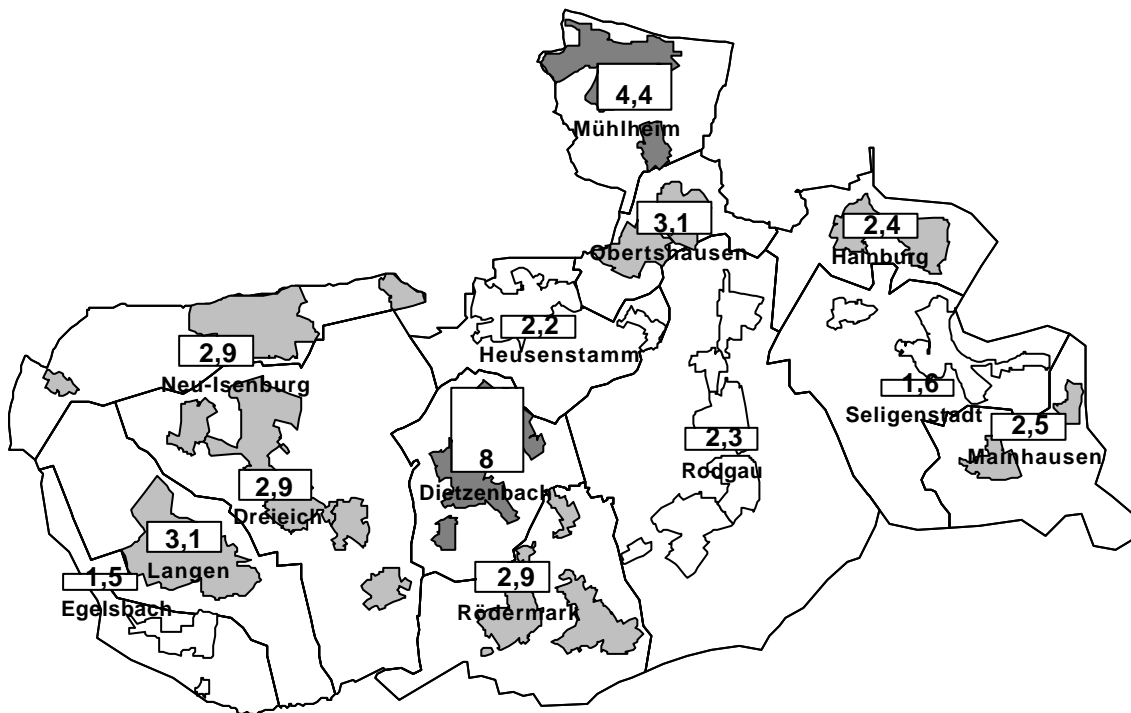 4,4
Mühlheim
3,1
Obertshausen
2,4
Hainburg
2,2
Heusenstamm
2,9
Neu-Isenburg
1,6
Seligenstadt
2,5
Mainhausen
8
Dietzenbach
2,3
Rodgau
2,9
Dreieich
3,1
Langen
1,5
Egelsbach
2,9
Rödermark